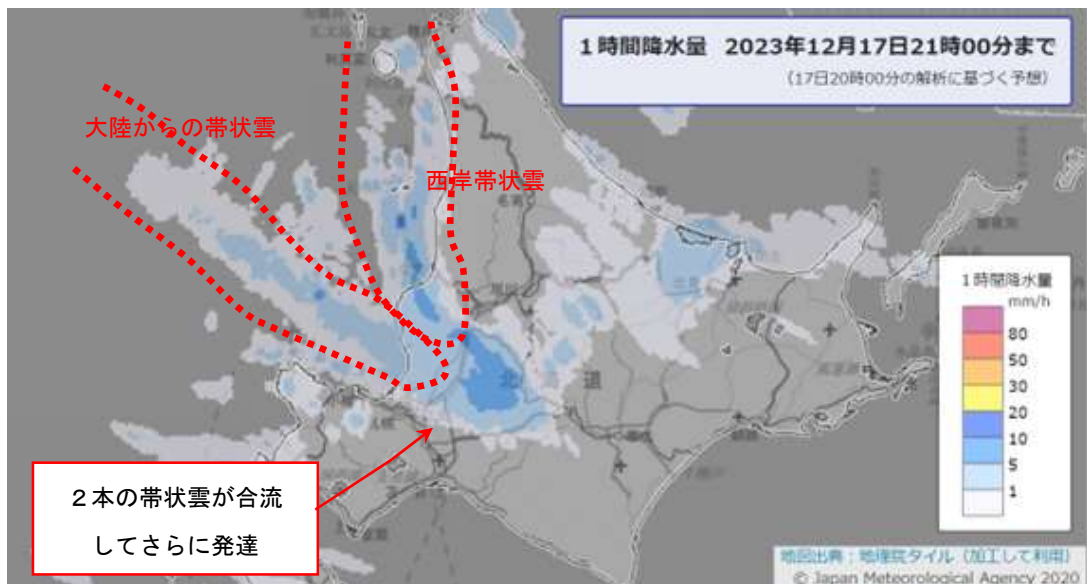 1時間降水量 2023年12月17日21時00分まで
(17日20時00分の解析に基づく予想)
大陸からの帯状雲
西岸帯状雲
北
道
1時間降水量
mm/h
80
50
30
20
10
5
1
2本の帯状雲が合流
してさらに発達
地図出典:地理院タイル(加工して利用)
© Japan Meteorological Agency 2020